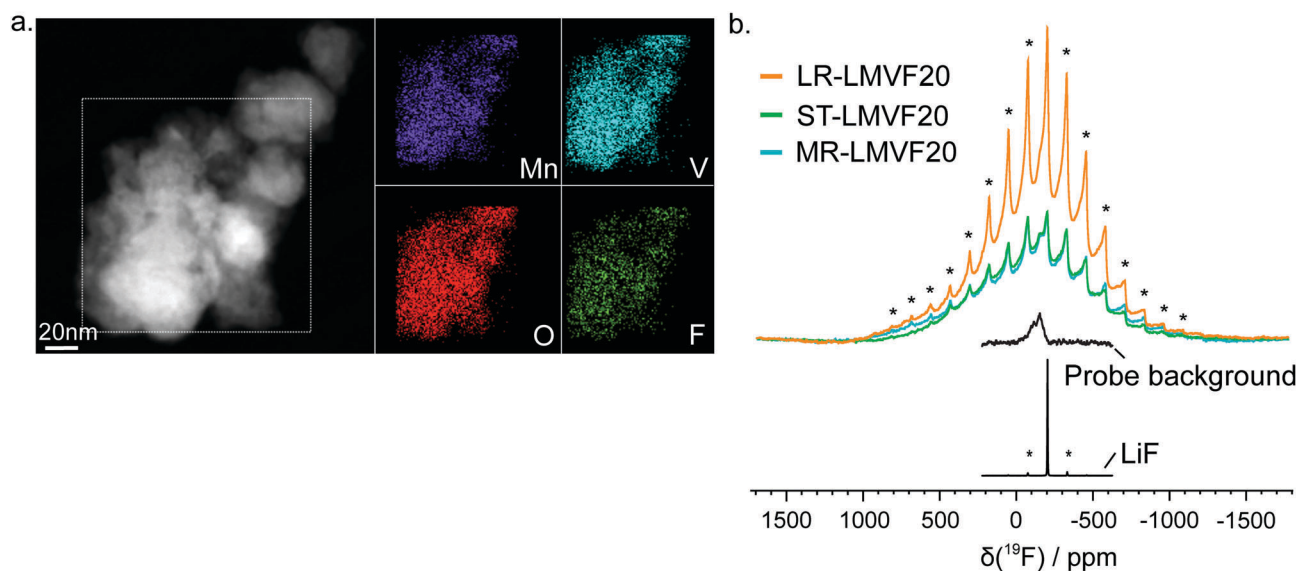 a.
20nm
Mn
V
O
F
b.
LR-LMVF20
ST-LMVF20
MR-LMVF20
* * * * * * * * * * * * * *
Probe background
* *
LiF
1500 1000 500 0 -500 -1000 -1500
δ(¹⁹F) / ppm